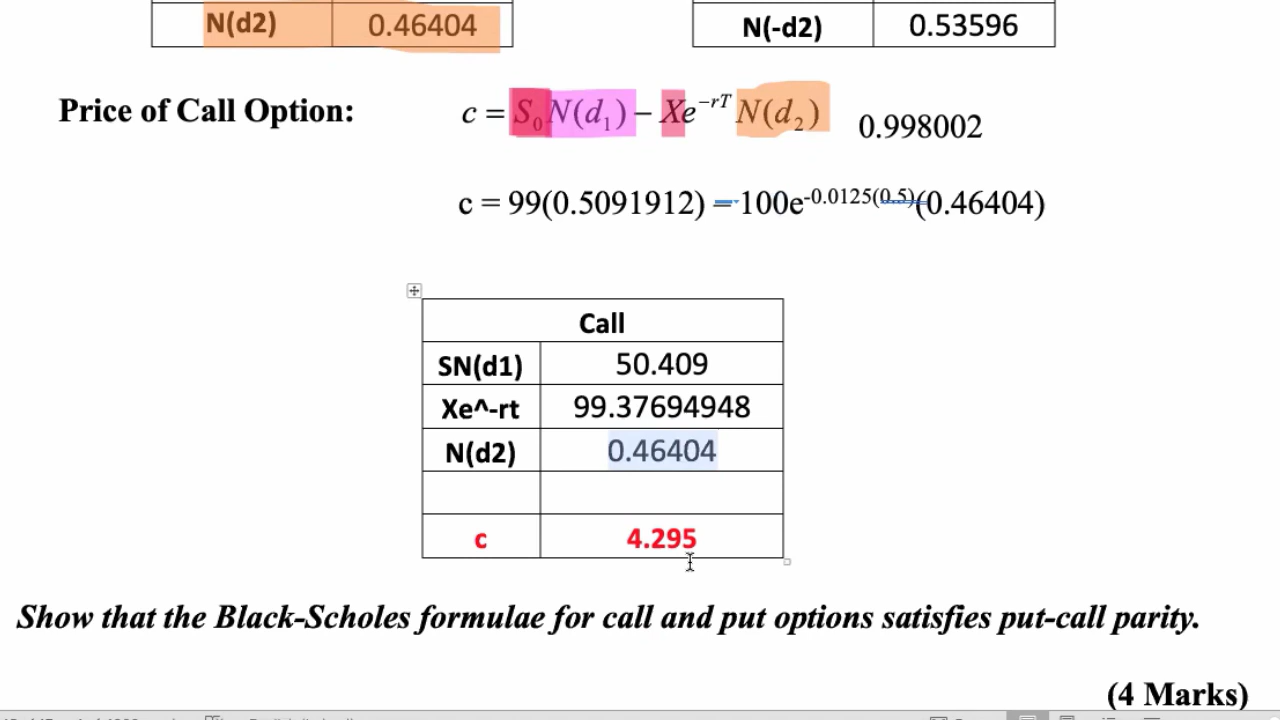 N(d2) 0.46404 N(-d2) 0.53596
Price of Call Option: c = S₀N(d₁) − Xe^−rT N(d₂) 0.998002
c = 99(0.5091912) – 100e^-0.0125(0.5)(0.46404)
Call
SN(d1) 50.409
Xe^-rt 99.37694948
N(d2) 0.46404
c 4.295
Show that the Black-Scholes formulae for call and put options satisfies put-call parity.
(4 Marks)